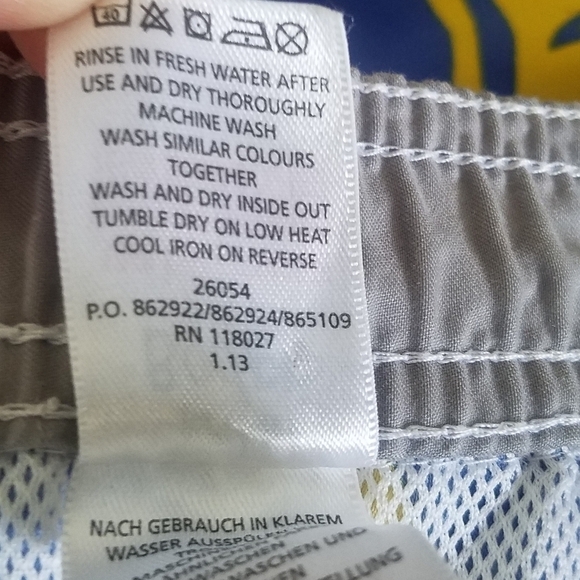 40
RINSE IN FRESH WATER AFTER
USE AND DRY THOROUGHLY
MACHINE WASH
WASH SIMILAR COLOURS
TOGETHER
WASH AND DRY INSIDE OUT
TUMBLE DRY ON LOW HEAT
COOL IRON ON REVERSE
26054
P.O. 862922/862924/865109
RN 118027
1.13
NACH GEBRAUCH IN KLAREM
WASSER